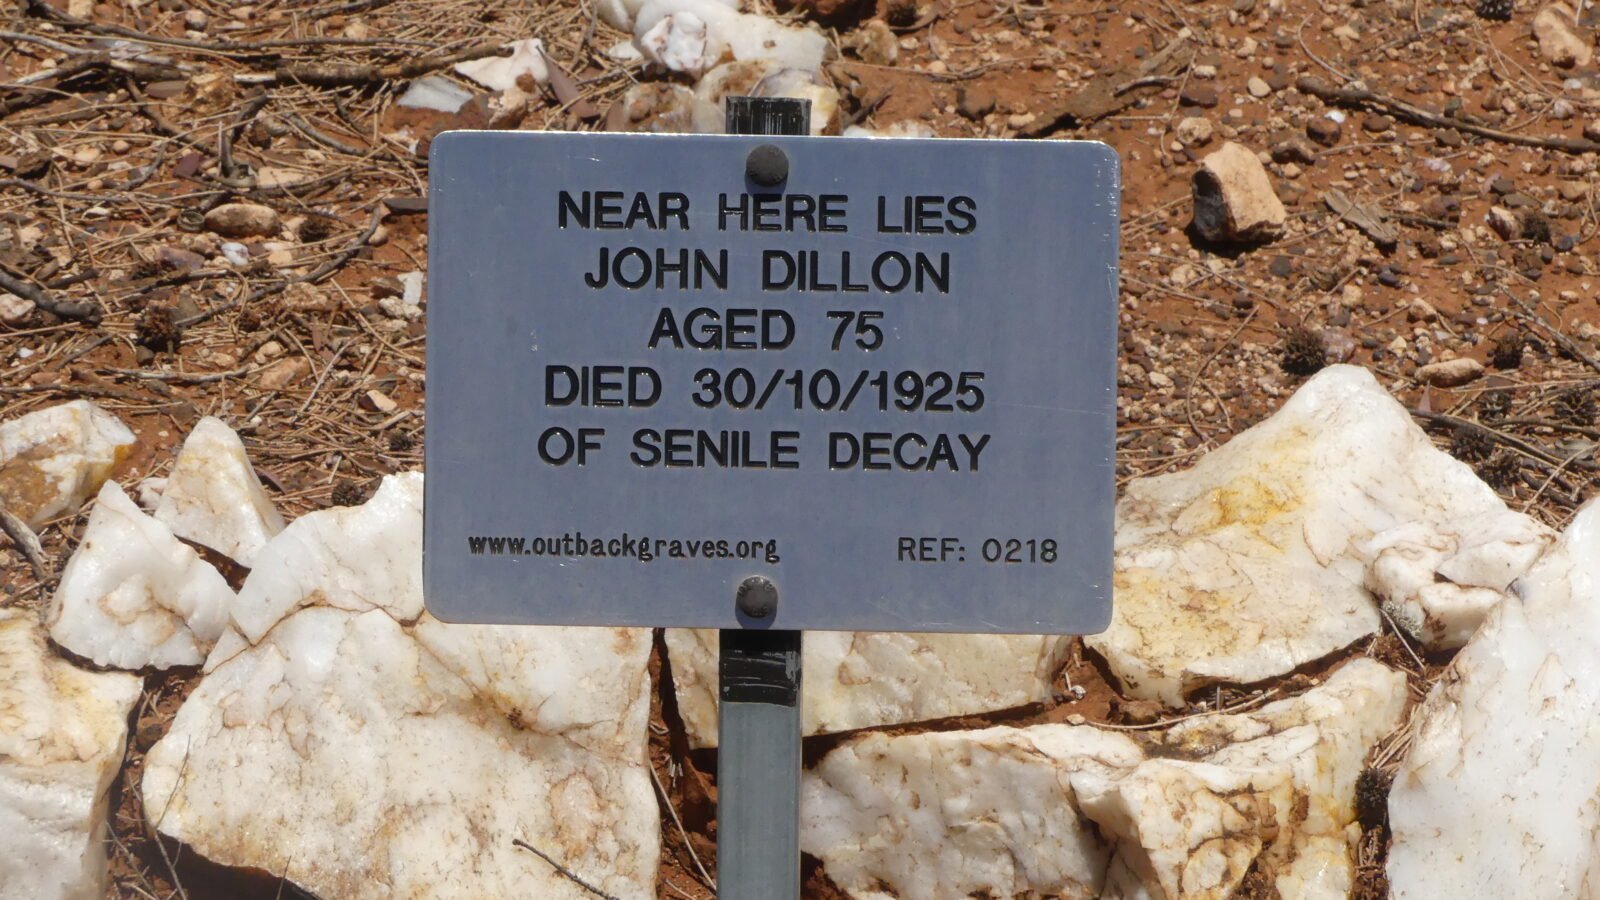 NEAR HERE LIES
JOHN DILLON
AGED 75
DIED 30/10/1925
OF SENILE DECAY
www.outbackgraves.org REF: 0218